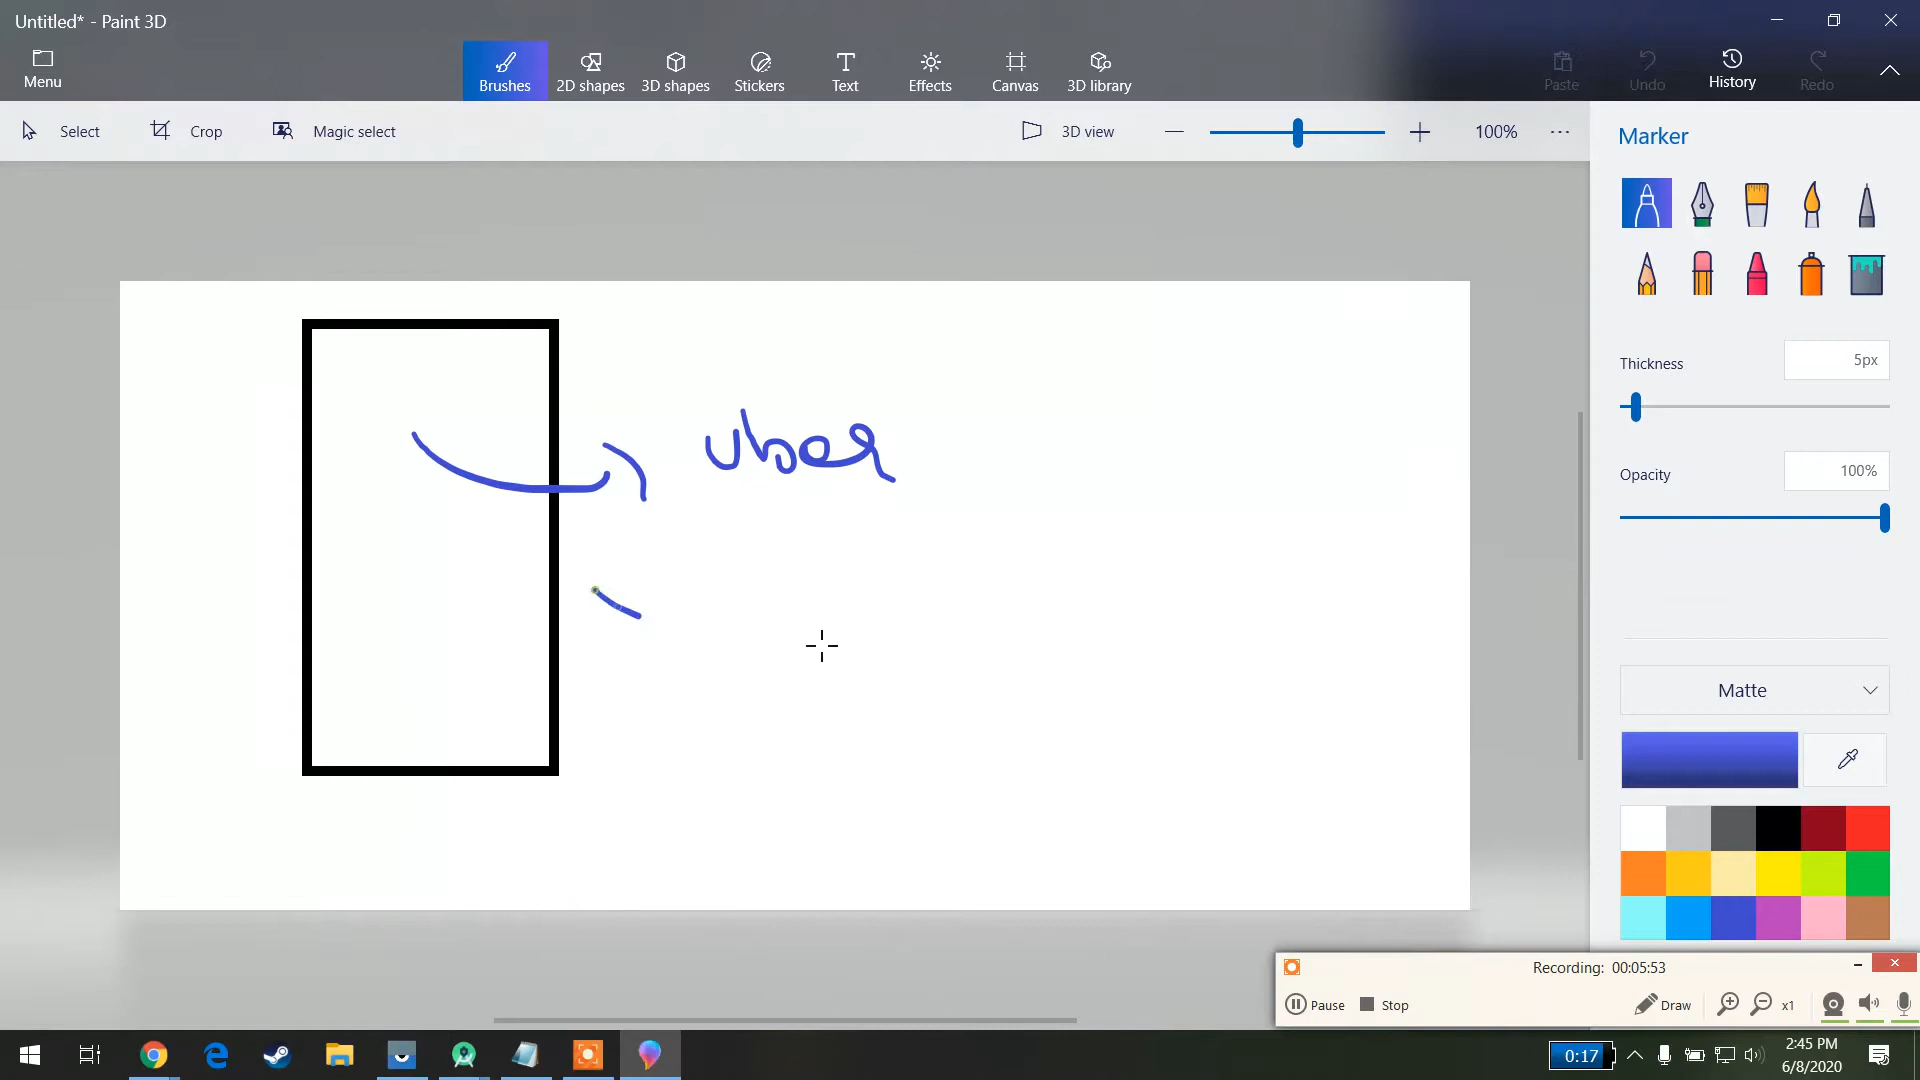 Untitled* - Paint 3D
Menu
Brushes
2D shapes
3D shapes
Stickers
Text
Effects
Canvas
3D library
Paste
Undo
History
Redo
Select
Crop
Magic select
3D view
100%
Marker
Thickness
5px
Opacity
100%
Matte
Uber
Recording: 00:05:53
Pause
Stop
Draw
x1
0:17
2:45 PM
6/8/2020